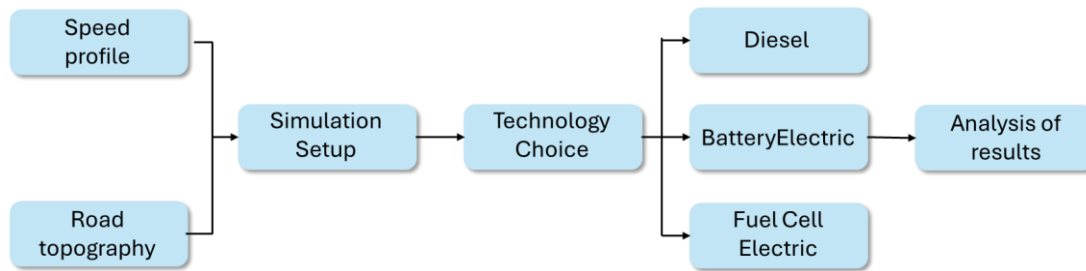 Speed
profile
Road
topography
Simulation
Setup
Technology
Choice
Diesel
BatteryElectric
Fuel Cell
Electric
Analysis of
results